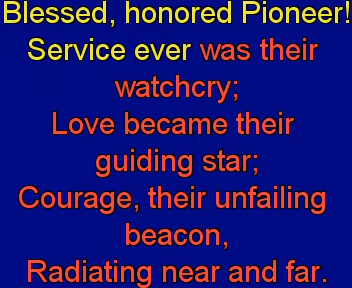 Blessed, honored Pioneer!
Service ever was their
watchcry;
Love became their
guiding star;
Courage, their unfailing
beacon,
Radiating near and far.